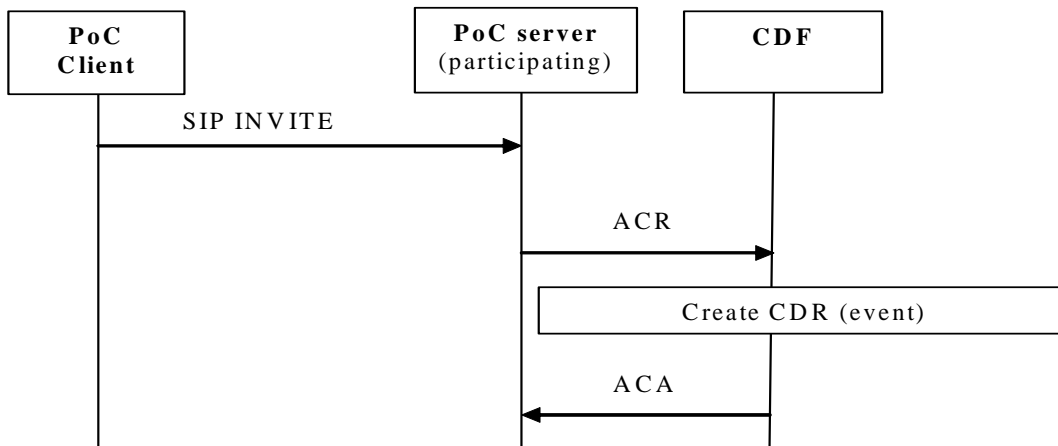 PoC
Client
PoC server
(participating)
CDF
SIP INVITE
ACR
Create CDR (event)
ACA